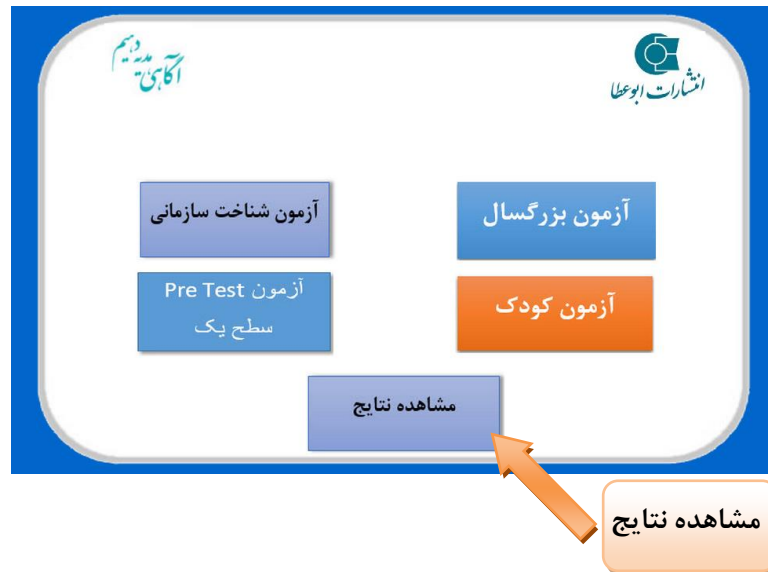 انتشارات ابوعطا
آگاهی هدیه دهیم
آزمون بزرگسال
آزمون شناخت سازمانی
آزمون کودک
آزمون Pre Test
سطح یک
مشاهده نتایج
مشاهده نتایج